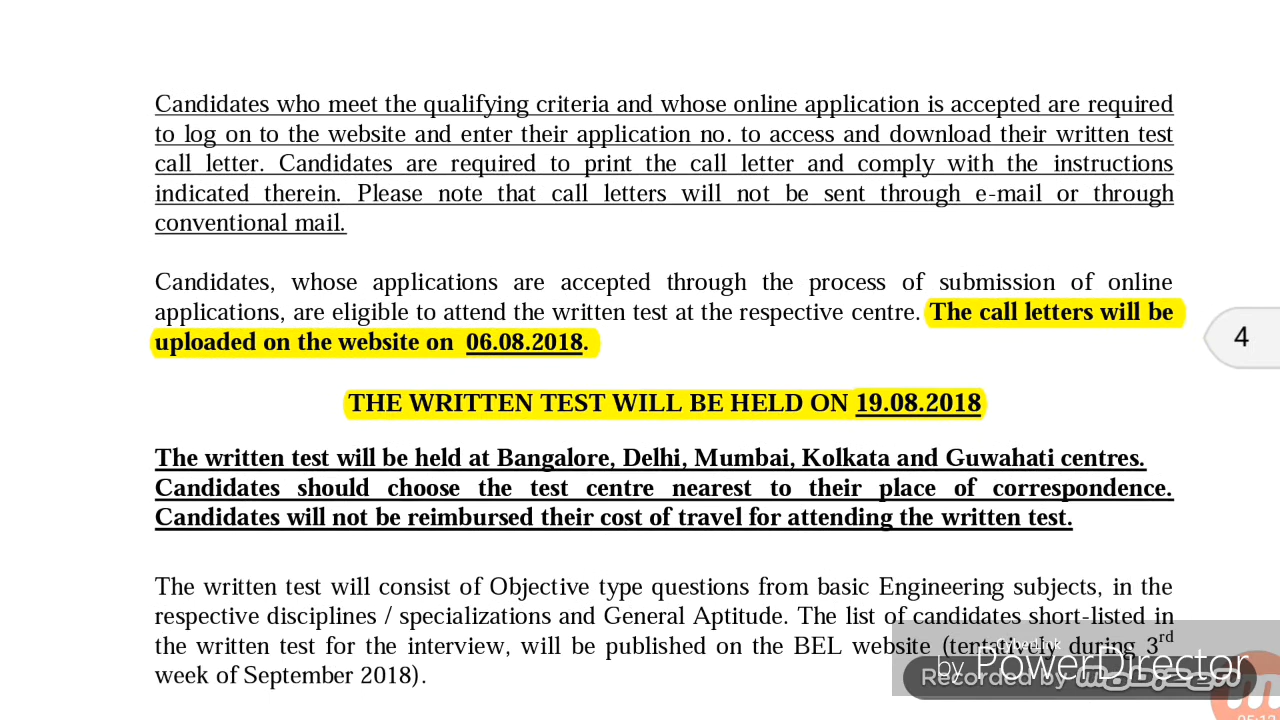 Candidates who meet the qualifying criteria and whose online application is accepted are required
to log on to the website and enter their application no. to access and download their written test
call letter. Candidates are required to print the call letter and comply with the instructions
indicated therein. Please note that call letters will not be sent through e-mail or through
conventional mail.
Candidates, whose applications are accepted through the process of submission of online
applications, are eligible to attend the written test at the respective centre. The call letters will be
uploaded on the website on 06.08.2018.
4
THE WRITTEN TEST WILL BE HELD ON 19.08.2018
The written test will be held at Bangalore, Delhi, Mumbai, Kolkata and Guwahati centres.
Candidates should choose the test centre nearest to their place of correspondence.
Candidates will not be reimbursed their cost of travel for attending the written test.
The written test will consist of Objective type questions from basic Engineering subjects, in the
respective disciplines / specializations and General Aptitude. The list of candidates short-listed in
the written test for the interview, will be published on the BEL website (tentatively during 3rd
week of September 2018).
CyberLink
by PowerDirector
Recorded by